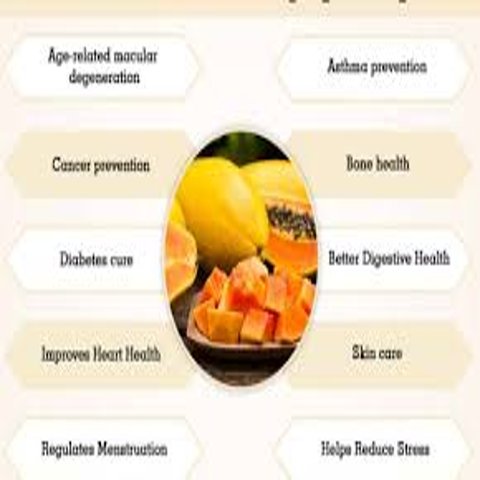 Age-related macular
degeneration
Asthma prevention
Cancer prevention
Bone health
Diabetes cure
Better Digestive Health
Improves Heart Health
Skin care
Regulates Menstruation
Helps Reduce Stress